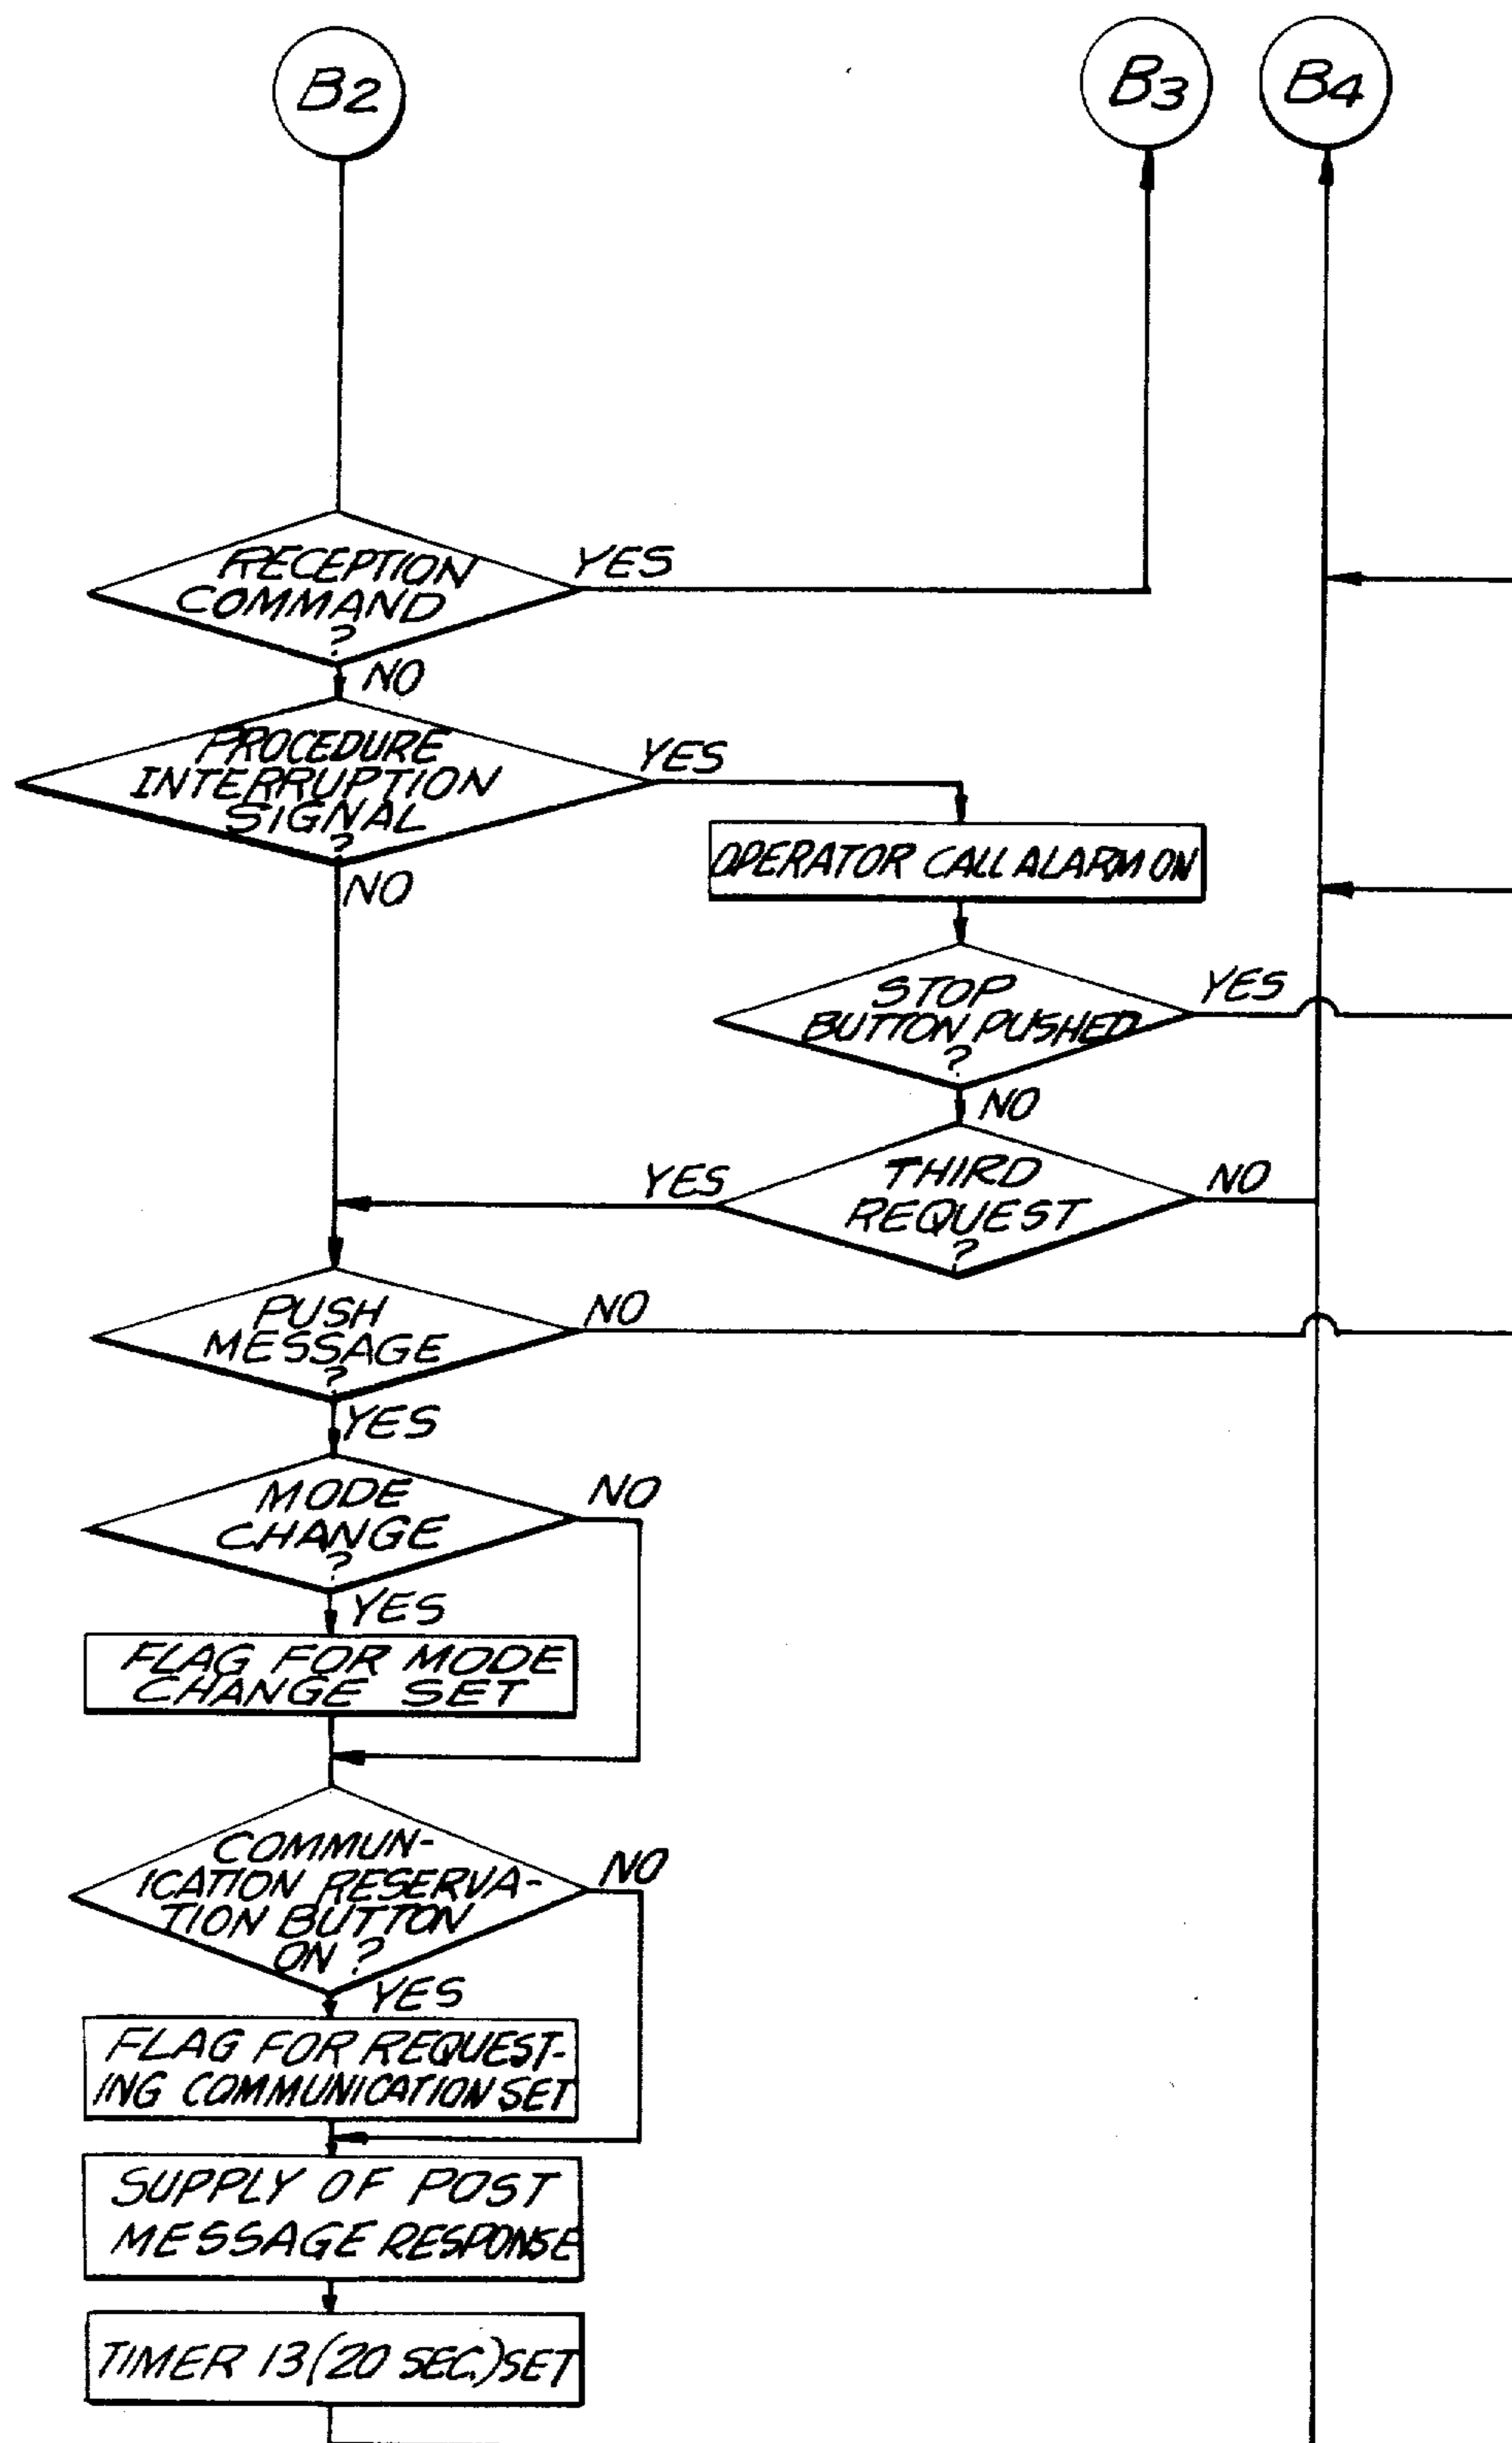 B2
B3
B4
RECEPTION
COMMAND
?
YES
NO
PROCEDURE
INTERRUPTION
SIGNAL
?
YES
NO
OPERATOR CALL ALARM ON
STOP
BUTTON PUSHED
?
YES
NO
THIRD
REQUEST
?
YES
NO
PUSH
MESSAGE
?
NO
YES
MODE
CHANGE
?
NO
YES
FLAG FOR MODE
CHANGE SET
COMMUN-
ICATION RESERVA-
TION BUTTON
ON ?
NO
YES
FLAG FOR REQUEST-
ING COMMUNICATION SET
SUPPLY OF POST
MESSAGE RESPONSE
TIMER 13 (20 SEC.) SET